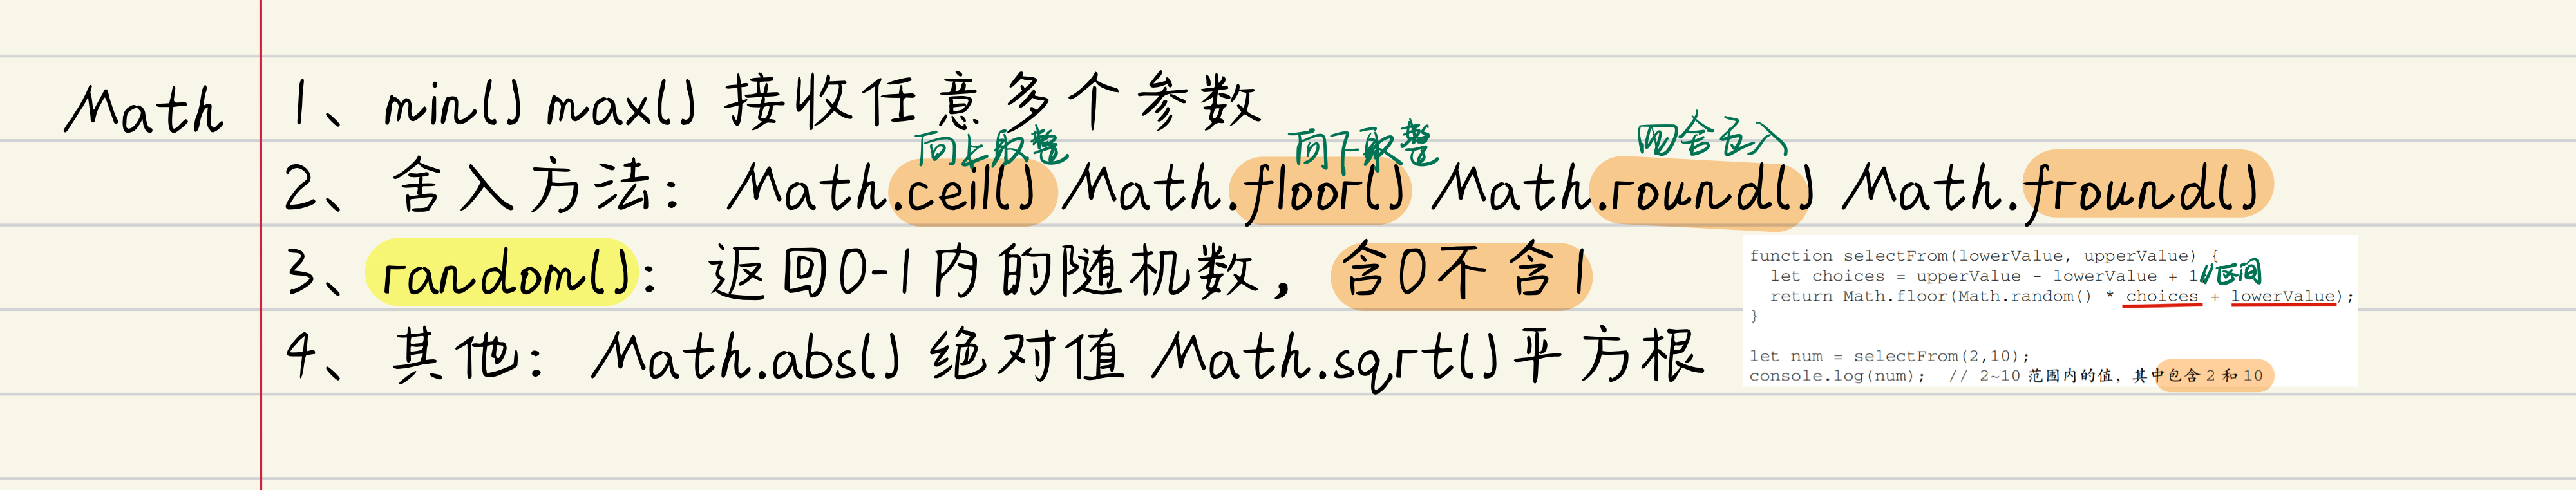 Math
1、min() max() 接收任意多个参数
向上取整 向下取整 四舍五入
2、舍入方法：Math.ceil() Math.floor() Math.round() Math.fround()
3、random()：返回0-1内的随机数，含0不含1
4、其他：Math.abs() 绝对值 Math.sqrt() 平方根
function selectFrom(lowerValue, upperValue) {
let choices = upperValue - lowerValue + 1 //区间
return Math.floor(Math.random() * choices + lowerValue);
}
let num = selectFrom(2,10);
console.log(num); // 2~10 范围内的值，其中包含 2 和 10